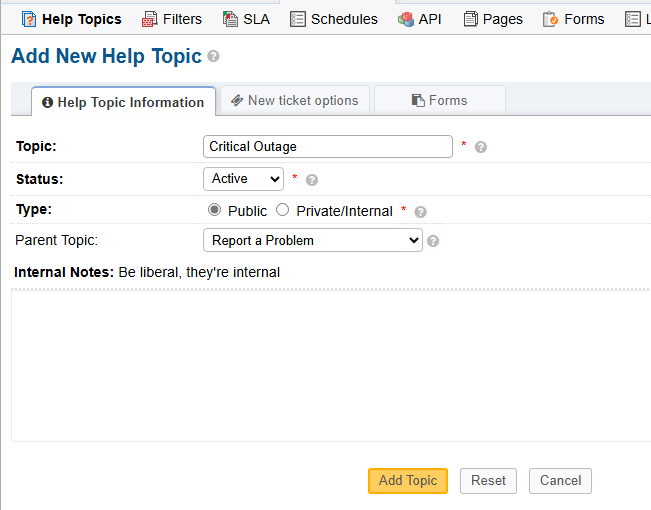 Help Topics Filters SLA Schedules API Pages Forms
Add New Help Topic
Help Topic Information New ticket options Forms
Topic: Critical Outage *
Status: Active *
Type: Public Private/Internal *
Parent Topic: Report a Problem
Internal Notes: Be liberal, they're internal
Add Topic Reset Cancel